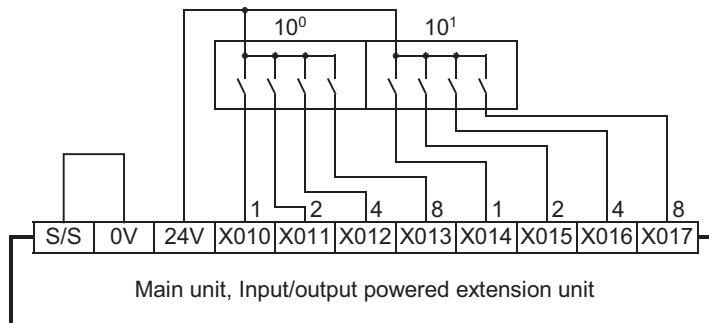 10⁰ 10¹
1 2 4 8 1 2 4 8
S/S 0V 24V X010 X011 X012 X013 X014 X015 X016 X017
Main unit, Input/output powered extension unit